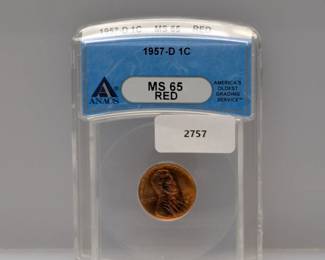 1957-D 1C MS 65 RED
1957-D 1C
ANACS
MS 65
RED
AMERICA'S
OLDEST
GRADING
SERVICE
2757